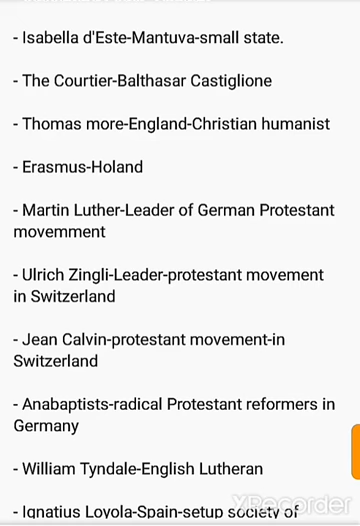 - Isabella d'Este-Mantuva-small state.
- The Courtier-Balthasar Castiglione
- Thomas more-England-Christian humanist
- Erasmus-Holand
- Martin Luther-Leader of German Protestant
movemment
- Ulrich Zingli-Leader-protestant movement
in Switzerland
- Jean Calvin-protestant movement-in
Switzerland
- Anabaptists-radical Protestant reformers in
Germany
- William Tyndale-English Lutheran
- Ignatius Loyola-Spain-setup society of
XRecorder